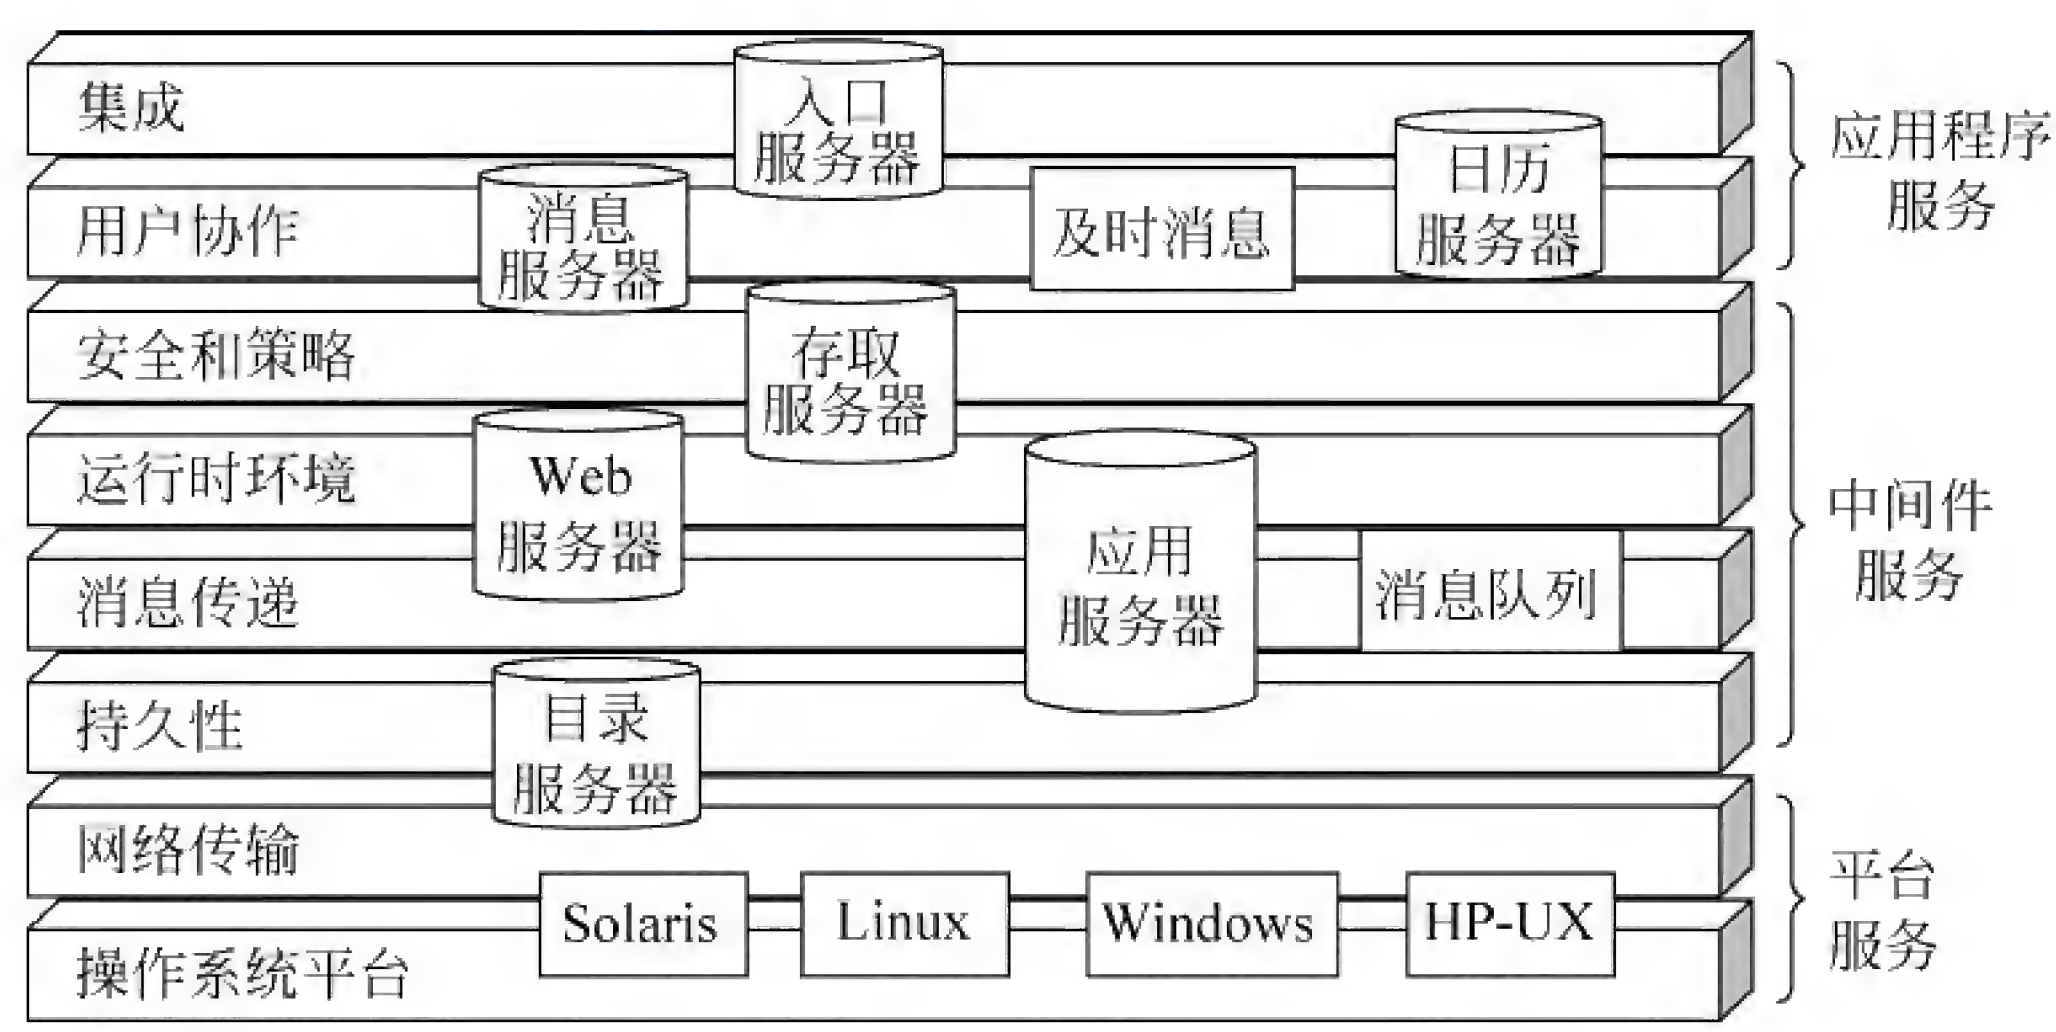 集成
入口
服务器
日历
服务器
应用程序
服务
用户协作
消息
服务器
及时消息
安全和策略
存取
服务器
运行时环境
Web
服务器
应用
服务器
中间件
服务
消息传递
消息队列
持久性
目录
服务器
网络传输
平台
服务
Solaris
Linux
Windows
HP-UX
操作系统平台